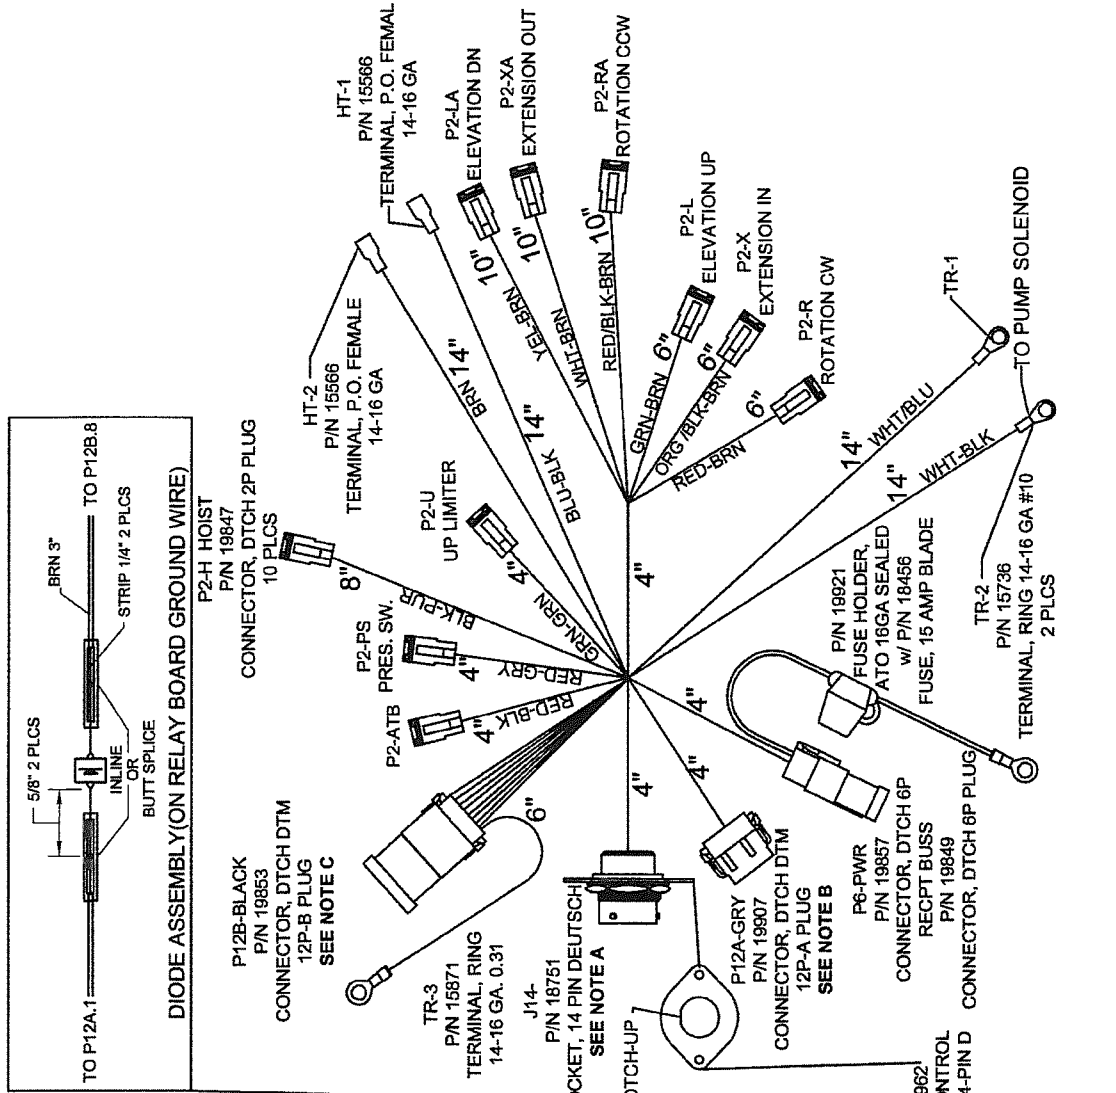 5/8" 2 PLCS
BRN 3"
TO P12A.1
TO P12B.8
INLINE
OR
BUTT SPLICE
STRIP 1/4" 2 PLCS
DIODE ASSEMBLY(ON RELAY BOARD GROUND WIRE)
P2-H HOIST
P/N 19847
CONNECTOR, DTCH 2P PLUG
10 PLCS
HT-2
P/N 15566
TERMINAL, P.O. FEMALE
14-16 GA
HT-1
P/N 15566
TERMINAL, P.O. FEMAL
14-16 GA
P2-LA
ELEVATION DN
P2-XA
EXTENSION OUT
P2-RA
ROTATION CCW
P2-L
ELEVATION UP
P2-X
EXTENSION IN
P2-R
ROTATION CW
P2-U
UP LIMITER
P2-PS
PRES. SW.
P2-ATB
BRN 14"
BLU-BLK 14"
YEL-BRN 10"
WHT-BRN 10"
RED/BLK-BRN 10"
GRN-BRN 6"
ORG /BLK-BRN 6"
RED-BRN 6"
BLK-PUR 8"
GRN-GRN 4"
RED-GRY 4"
RED-BLK 4"
4"
WHT/BLU 14"
WHT-BLK 14"
TR-1
TO PUMP SOLENOID
TR-2
P/N 15736
TERMINAL, RING 14-16 GA #10
2 PLCS
P12B-BLACK
P/N 19853
CONNECTOR, DTCH DTM
12P-B PLUG
SEE NOTE C
6"
TR-3
P/N 15871
TERMINAL, RING
14-16 GA. 0.31
4"
J14-
P/N 18751
OCKET, 14 PIN DEUTSCH
SEE NOTE A
OTCH-UP
4"
P12A-GRY
P/N 19907
CONNECTOR, DTCH DTM
12P-A PLUG
SEE NOTE B
4"
P6-PWR
P/N 19857
CONNECTOR, DTCH 6P
RECPT BUSS
P/N 19849
CONNECTOR, DTCH 6P PLUG
P/N 19921
FUSE HOLDER,
ATO 16GA SEALED
w/ P/N 18456
FUSE, 15 AMP BLADE
962
ONTROL
4-PIN D